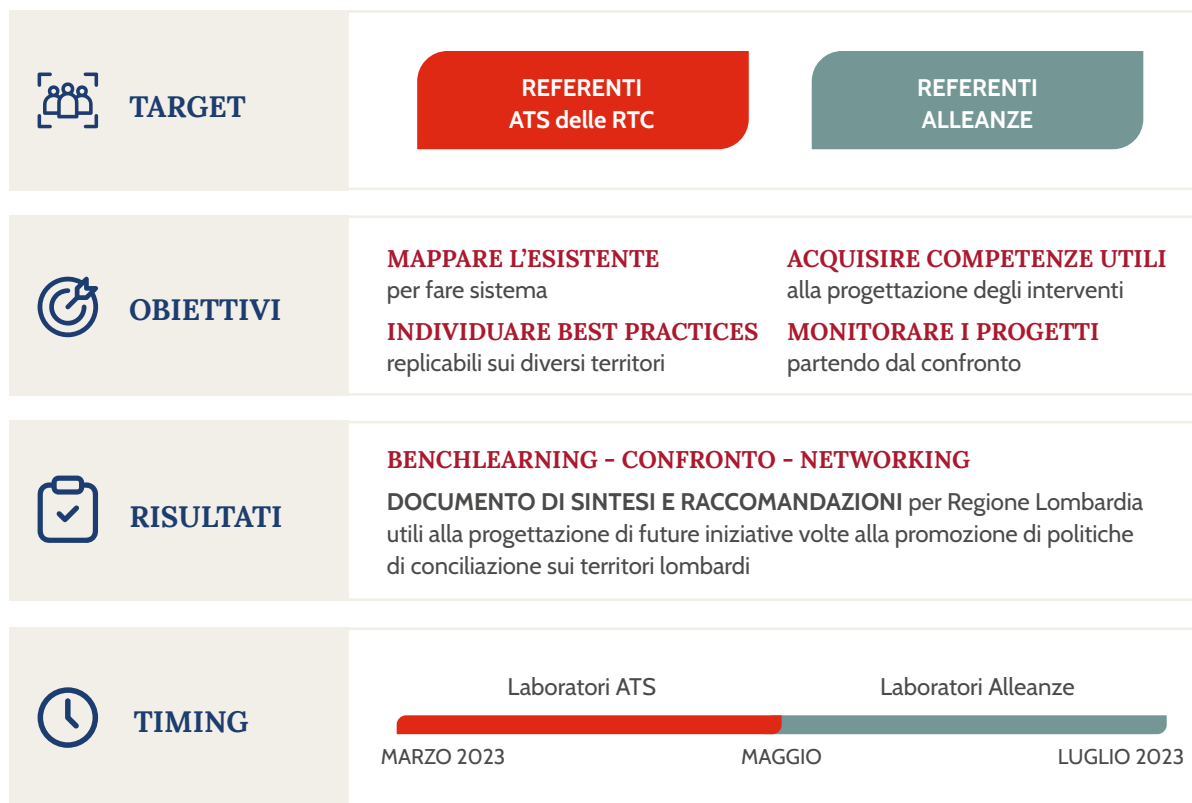 TARGET
REFERENTI
ATS delle RTC
REFERENTI
ALLEANZE
OBIETTIVI
MAPPARE L’ESISTENTE
per fare sistema
ACQUISIRE COMPETENZE UTILI
alla progettazione degli interventi
INDIVIDUARE BEST PRACTICES
replicabili sui diversi territori
MONITORARE I PROGETTI
partendo dal confronto
RISULTATI
BENCHLEARNING - CONFRONTO - NETWORKING
DOCUMENTO DI SINTESI E RACCOMANDAZIONI per Regione Lombardia
utili alla progettazione di future iniziative volte alla promozione di politiche
di conciliazione sui territori lombardi
TIMING
Laboratori ATS
Laboratori Alleanze
MARZO 2023
MAGGIO
LUGLIO 2023